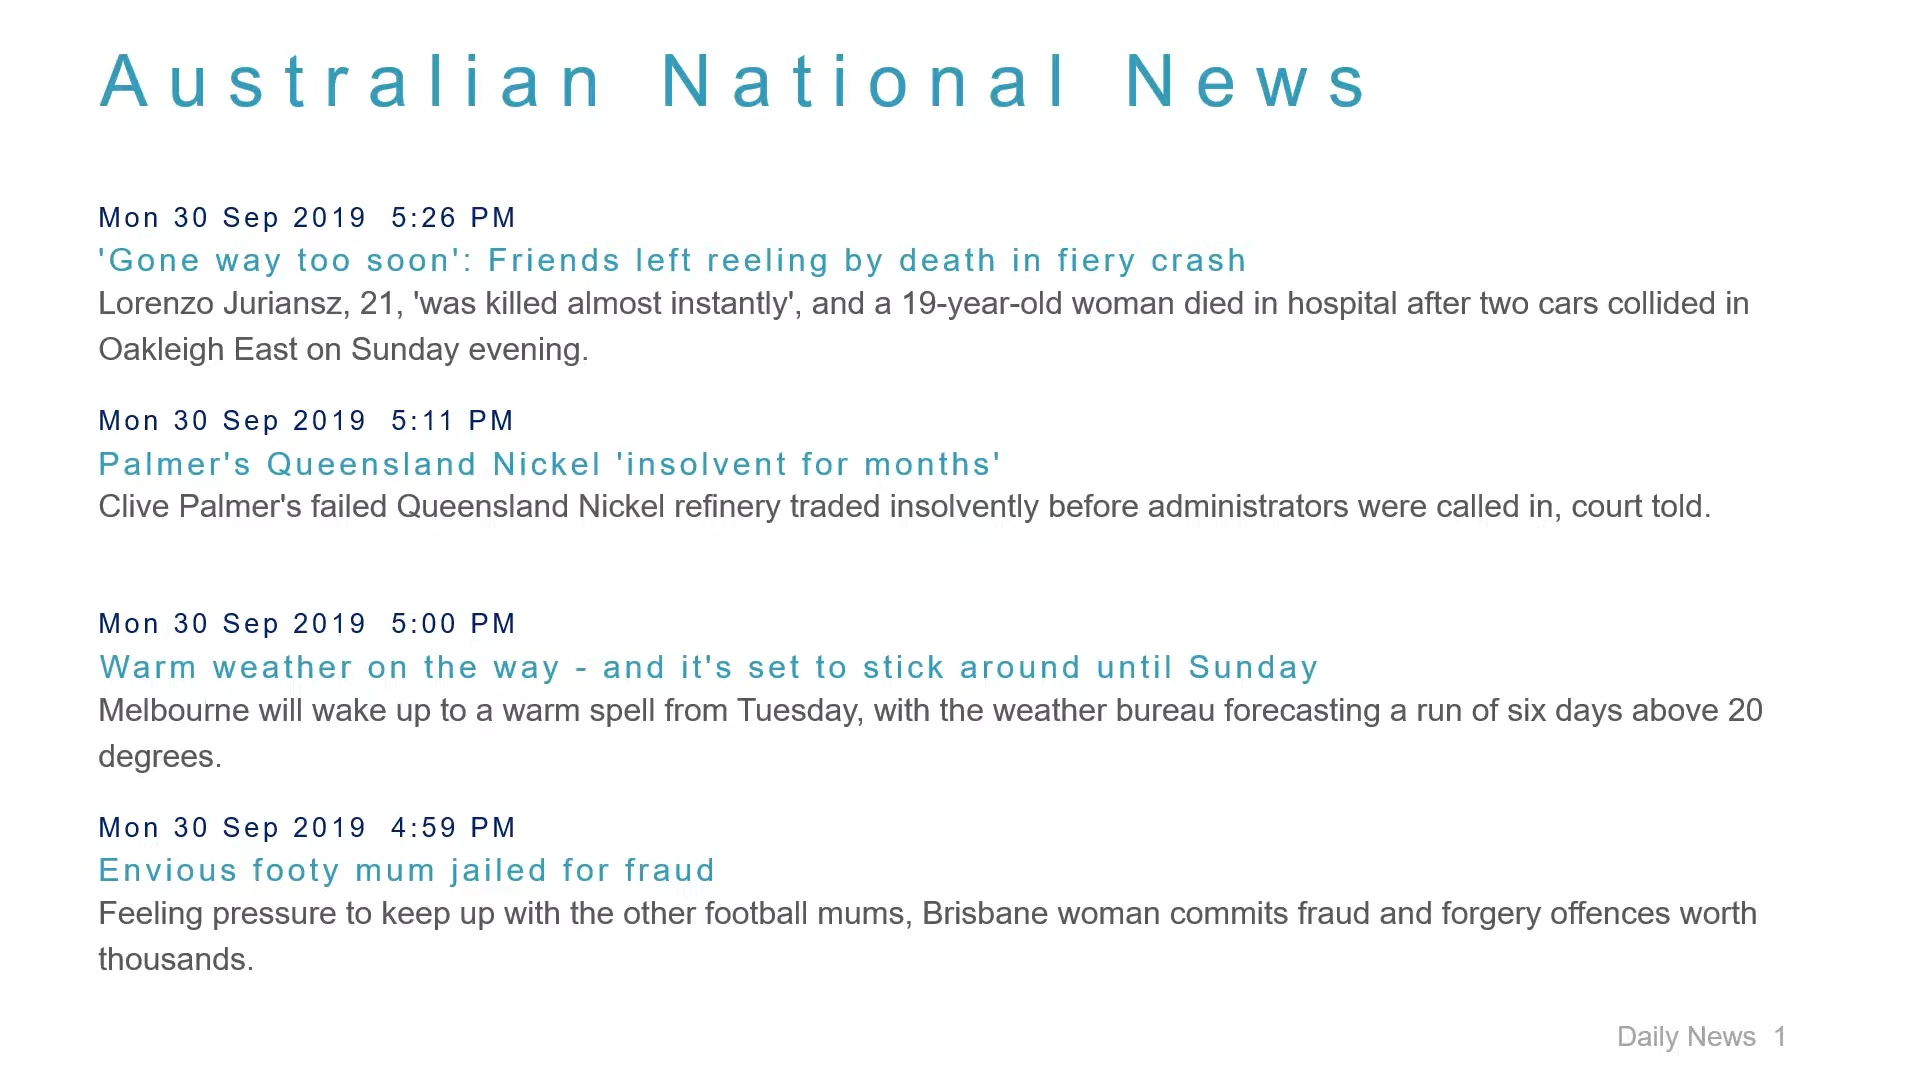 Australian National News
Mon 30 Sep 2019 5:26 PM
'Gone way too soon': Friends left reeling by death in fiery crash
Lorenzo Juriansz, 21, 'was killed almost instantly', and a 19-year-old woman died in hospital after two cars collided in
Oakleigh East on Sunday evening.
Mon 30 Sep 2019 5:11 PM
Palmer's Queensland Nickel 'insolvent for months'
Clive Palmer's failed Queensland Nickel refinery traded insolvently before administrators were called in, court told.
Mon 30 Sep 2019 5:00 PM
Warm weather on the way - and it's set to stick around until Sunday
Melbourne will wake up to a warm spell from Tuesday, with the weather bureau forecasting a run of six days above 20
degrees.
Mon 30 Sep 2019 4:59 PM
Envious footy mum jailed for fraud
Feeling pressure to keep up with the other football mums, Brisbane woman commits fraud and forgery offences worth
thousands.
Daily News 1